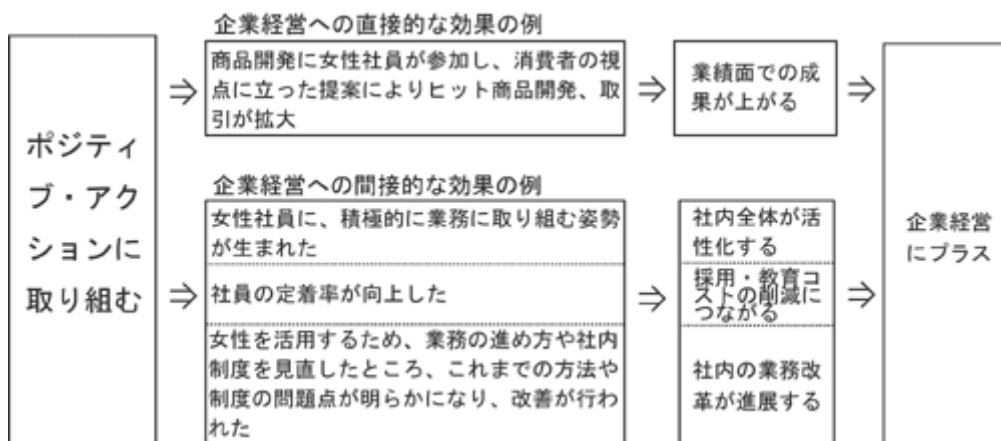 ポジティ
ブ・アク
ションに
取り組む
企業経営への直接的な効果の例
商品開発に女性社員が参加し、消費者の視
点に立った提案によりヒット商品開発、取
引が拡大
業績面での成
果が上がる
企業経営への間接的な効果の例
女性社員に、積極的に業務に取り組む姿勢
が生まれた
社内全体が活
性化する
社員の定着率が向上した
採用・教育コ
ストの削減に
つながる
女性を活用するため、業務の進め方や社内
制度を見直したところ、これまでの方法や
制度の問題点が明らかになり、改善が行わ
れた
社内の業務改
革が進展する
企業経営
にプラス